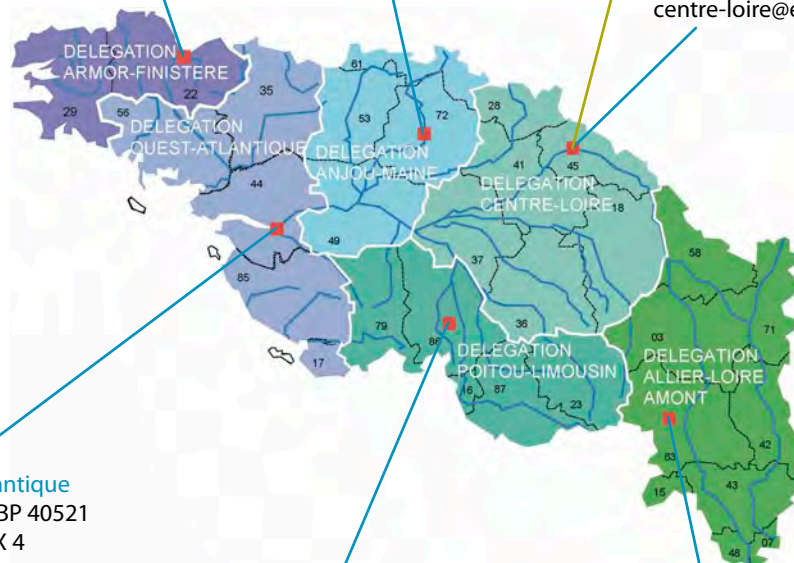 centre-loire@e
DELEGATION
ARMOR-FINISTERE
29
22
56
35
DELEGATION
OUEST-ATLANTIQUE
44
85
17
61
53
72
DELEGATION
ANJOU-MAINE
49
28
41
45
18
DELEGATION
CENTRE-LOIRE
37
36
79
86
DELEGATION
POITOU-LIMOUSIN
16
87
23
58
03
71
DELEGATION
ALLIER-LOIRE
AMONT
63
42
15
43
48
07
antique
BP 40521
X 4